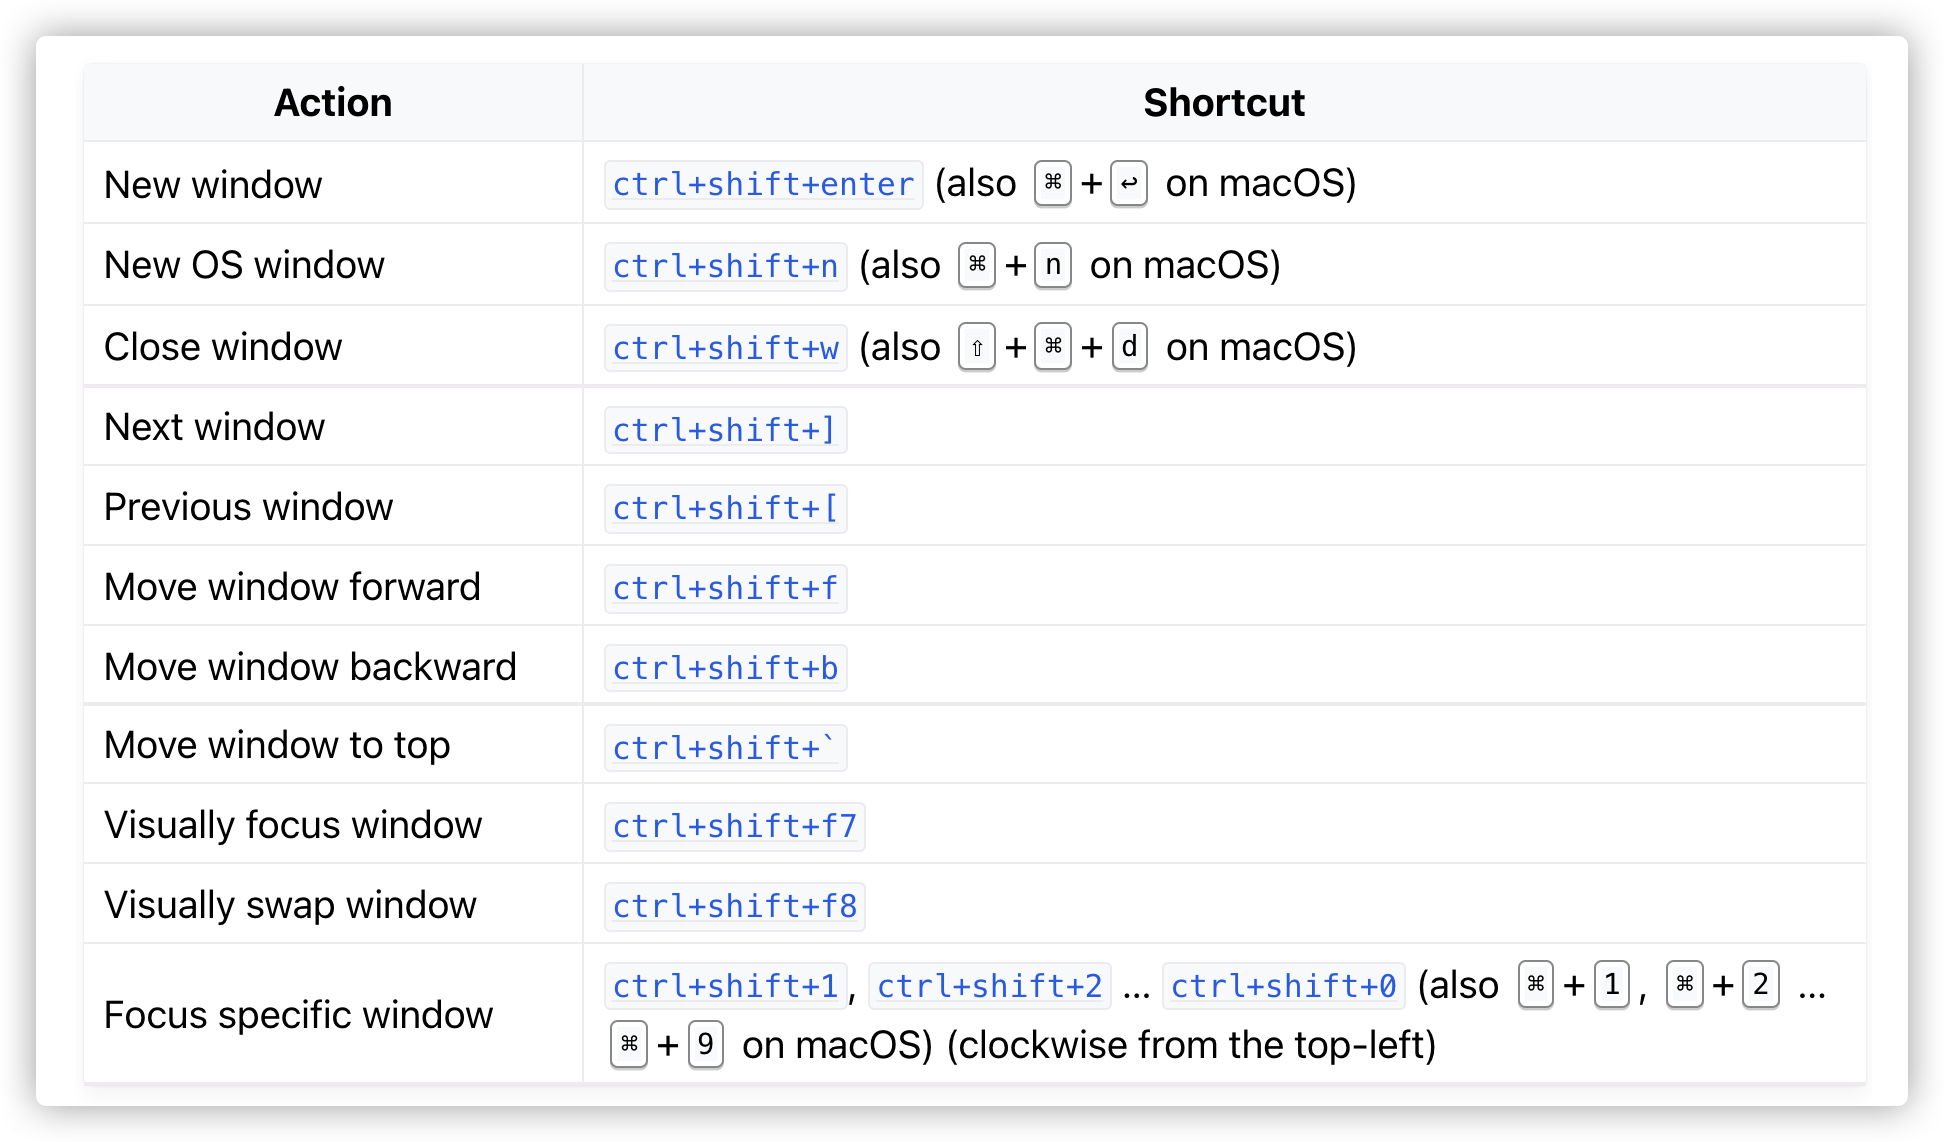 Action Shortcut
New window ctrl+shift+enter (also ⌘+↩ on macOS)
New OS window ctrl+shift+n (also ⌘+n on macOS)
Close window ctrl+shift+w (also ⇧+⌘+d on macOS)
Next window ctrl+shift+]
Previous window ctrl+shift+[
Move window forward ctrl+shift+f
Move window backward ctrl+shift+b
Move window to top ctrl+shift+`
Visually focus window ctrl+shift+f7
Visually swap window ctrl+shift+f8
Focus specific window ctrl+shift+1, ctrl+shift+2 … ctrl+shift+0 (also ⌘+1, ⌘+2 …
⌘+9 on macOS) (clockwise from the top-left)